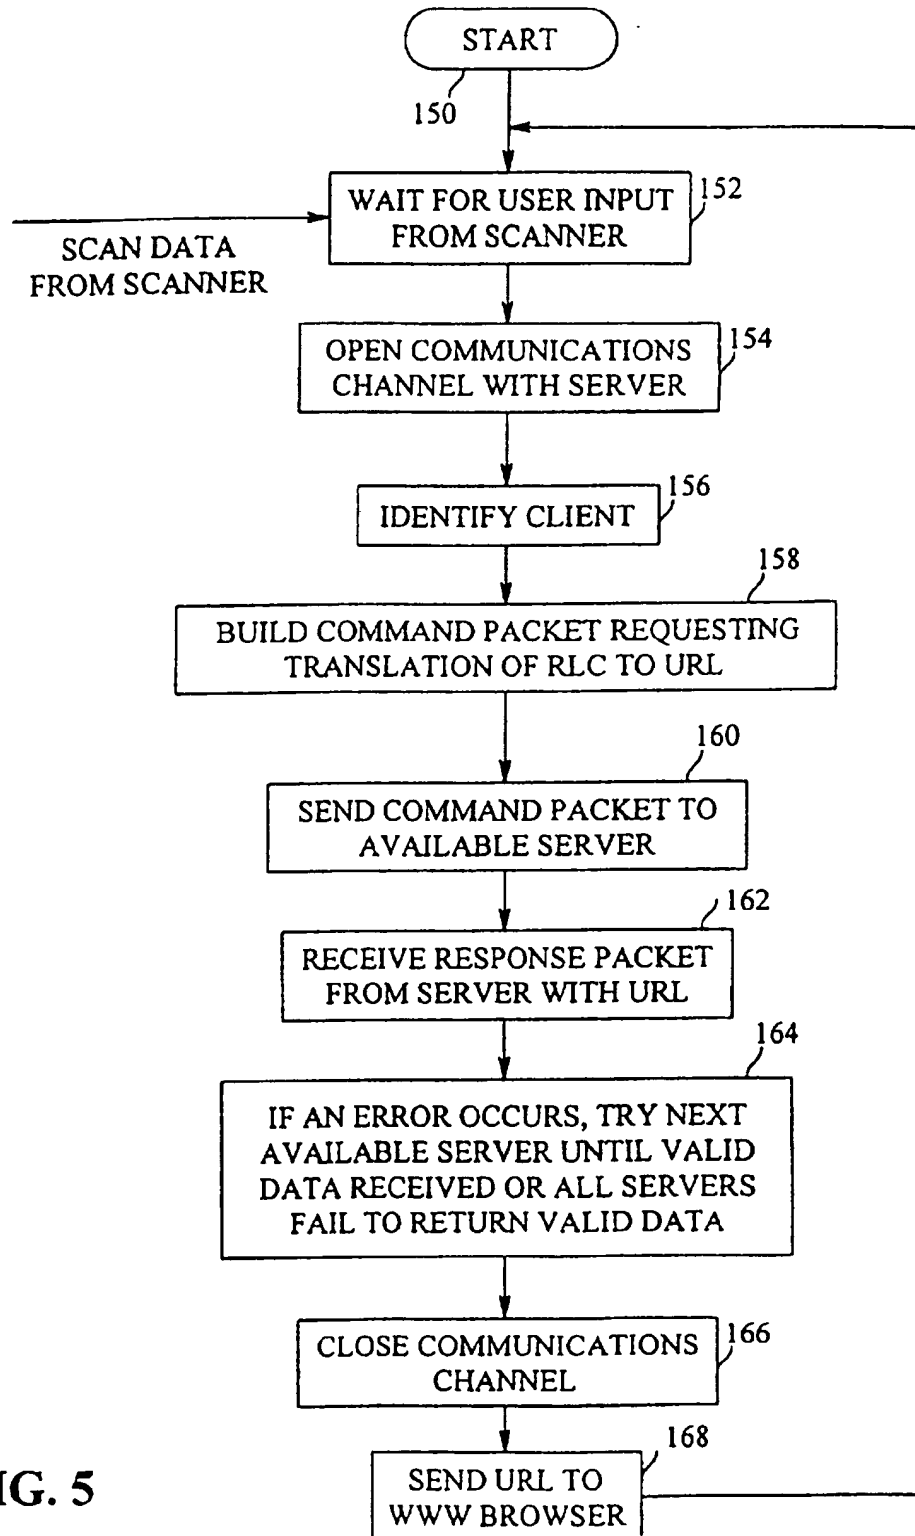 START
150
WAIT FOR USER INPUT
FROM SCANNER
152
SCAN DATA
FROM SCANNER
OPEN COMMUNICATIONS
CHANNEL WITH SERVER
154
IDENTIFY CLIENT
156
158
BUILD COMMAND PACKET REQUESTING
TRANSLATION OF RLC TO URL
160
SEND COMMAND PACKET TO
AVAILABLE SERVER
162
RECEIVE RESPONSE PACKET
FROM SERVER WITH URL
164
IF AN ERROR OCCURS, TRY NEXT
AVAILABLE SERVER UNTIL VALID
DATA RECEIVED OR ALL SERVERS
FAIL TO RETURN VALID DATA
CLOSE COMMUNICATIONS
CHANNEL
166
168
SEND URL TO
WWW BROWSER
IG. 5